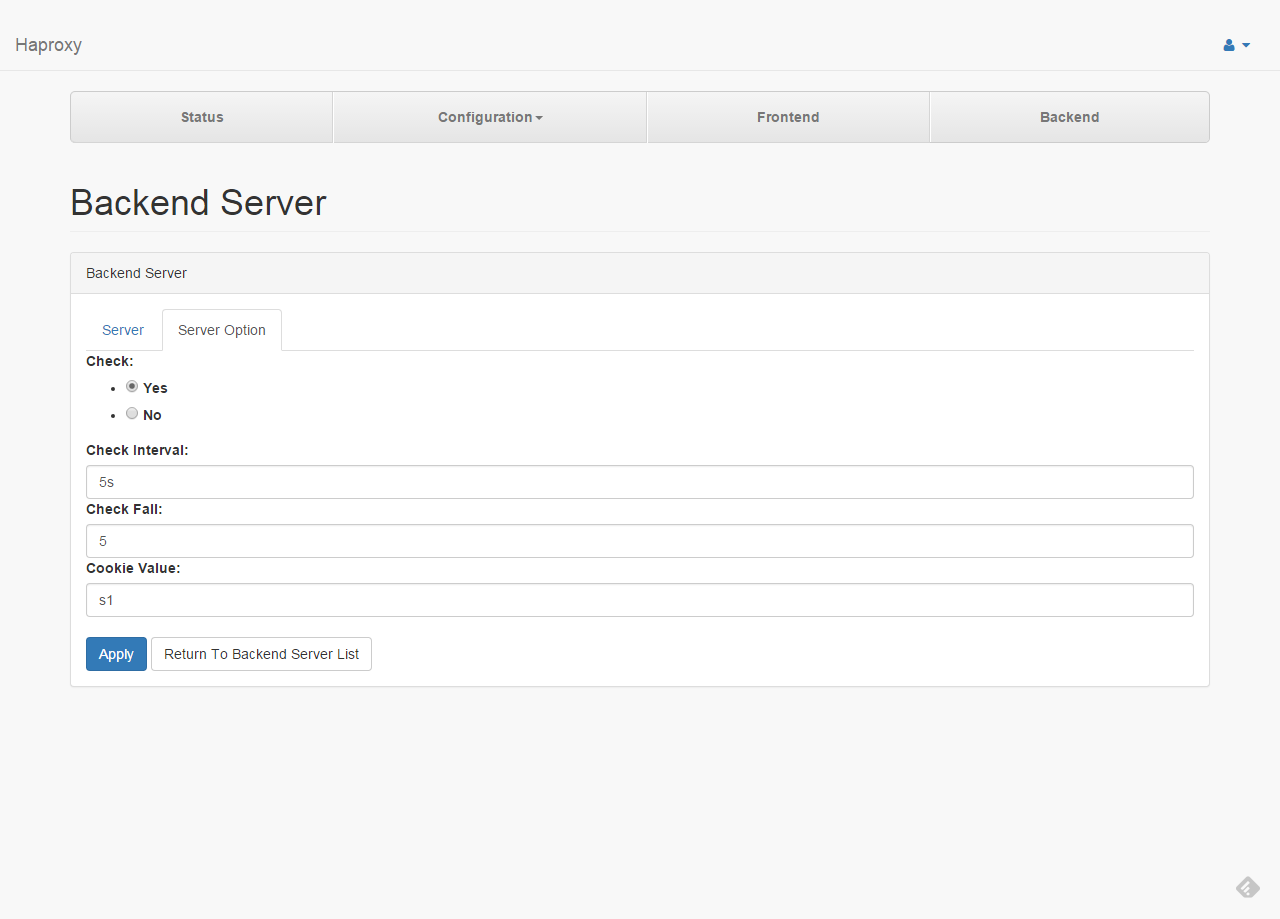 Haproxy
Status Configuration Frontend Backend
Backend Server
Backend Server
Server Server Option
Check:
Yes
No
Check Interval:
5s
Check Fall:
5
Cookie Value:
s1
Apply Return To Backend Server List